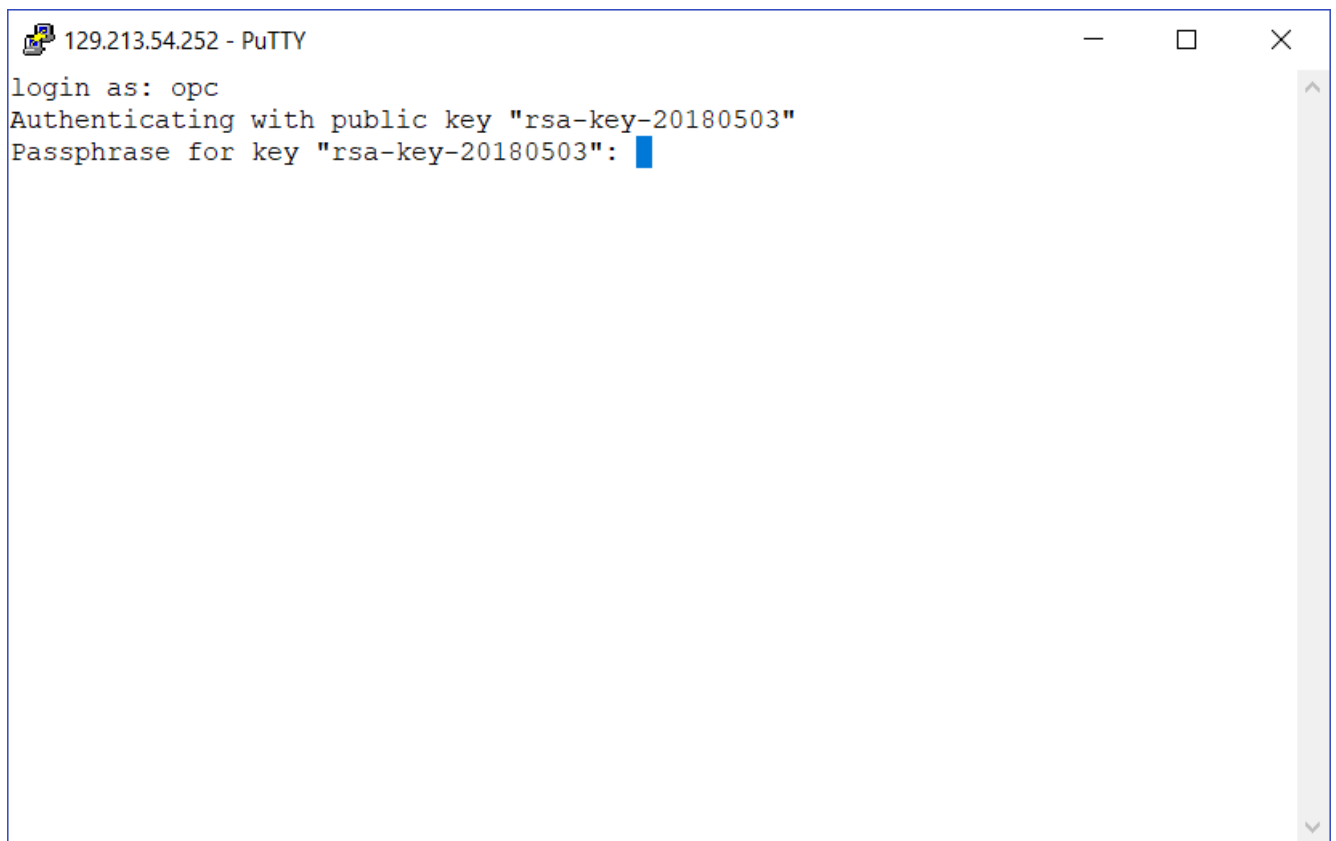 129.213.54.252 - PuTTY
login as: opc
Authenticating with public key "rsa-key-20180503"
Passphrase for key "rsa-key-20180503":